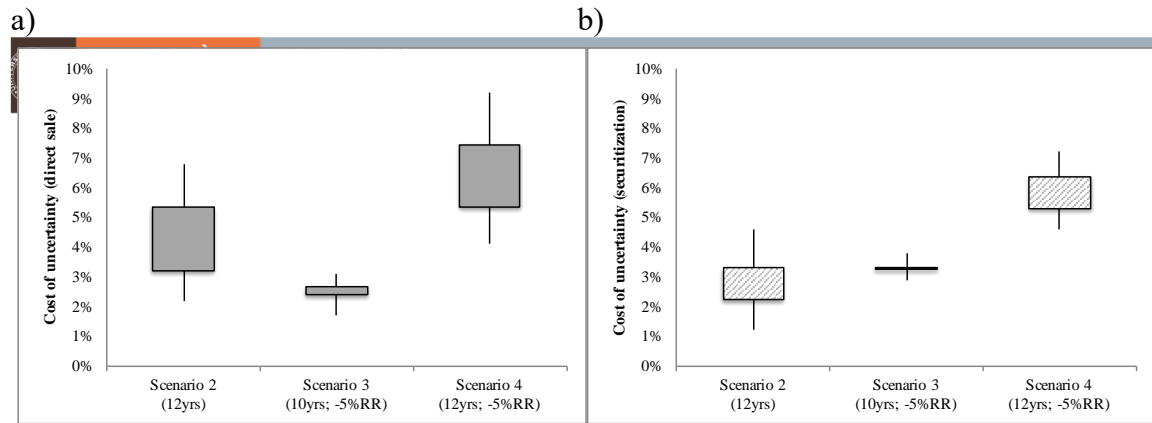 a)
b)
Cost of uncertainty (direct sale)
10%
9%
8%
7%
6%
5%
4%
3%
2%
1%
0%
Scenario 2
(12yrs)
Scenario 3
(10yrs; -5%RR)
Scenario 4
(12yrs; -5%RR)
Cost of uncertainty (securitization)
10%
9%
8%
7%
6%
5%
4%
3%
2%
1%
0%
Scenario 2
(12yrs)
Scenario 3
(10yrs; -5%RR)
Scenario 4
(12yrs; -5%RR)